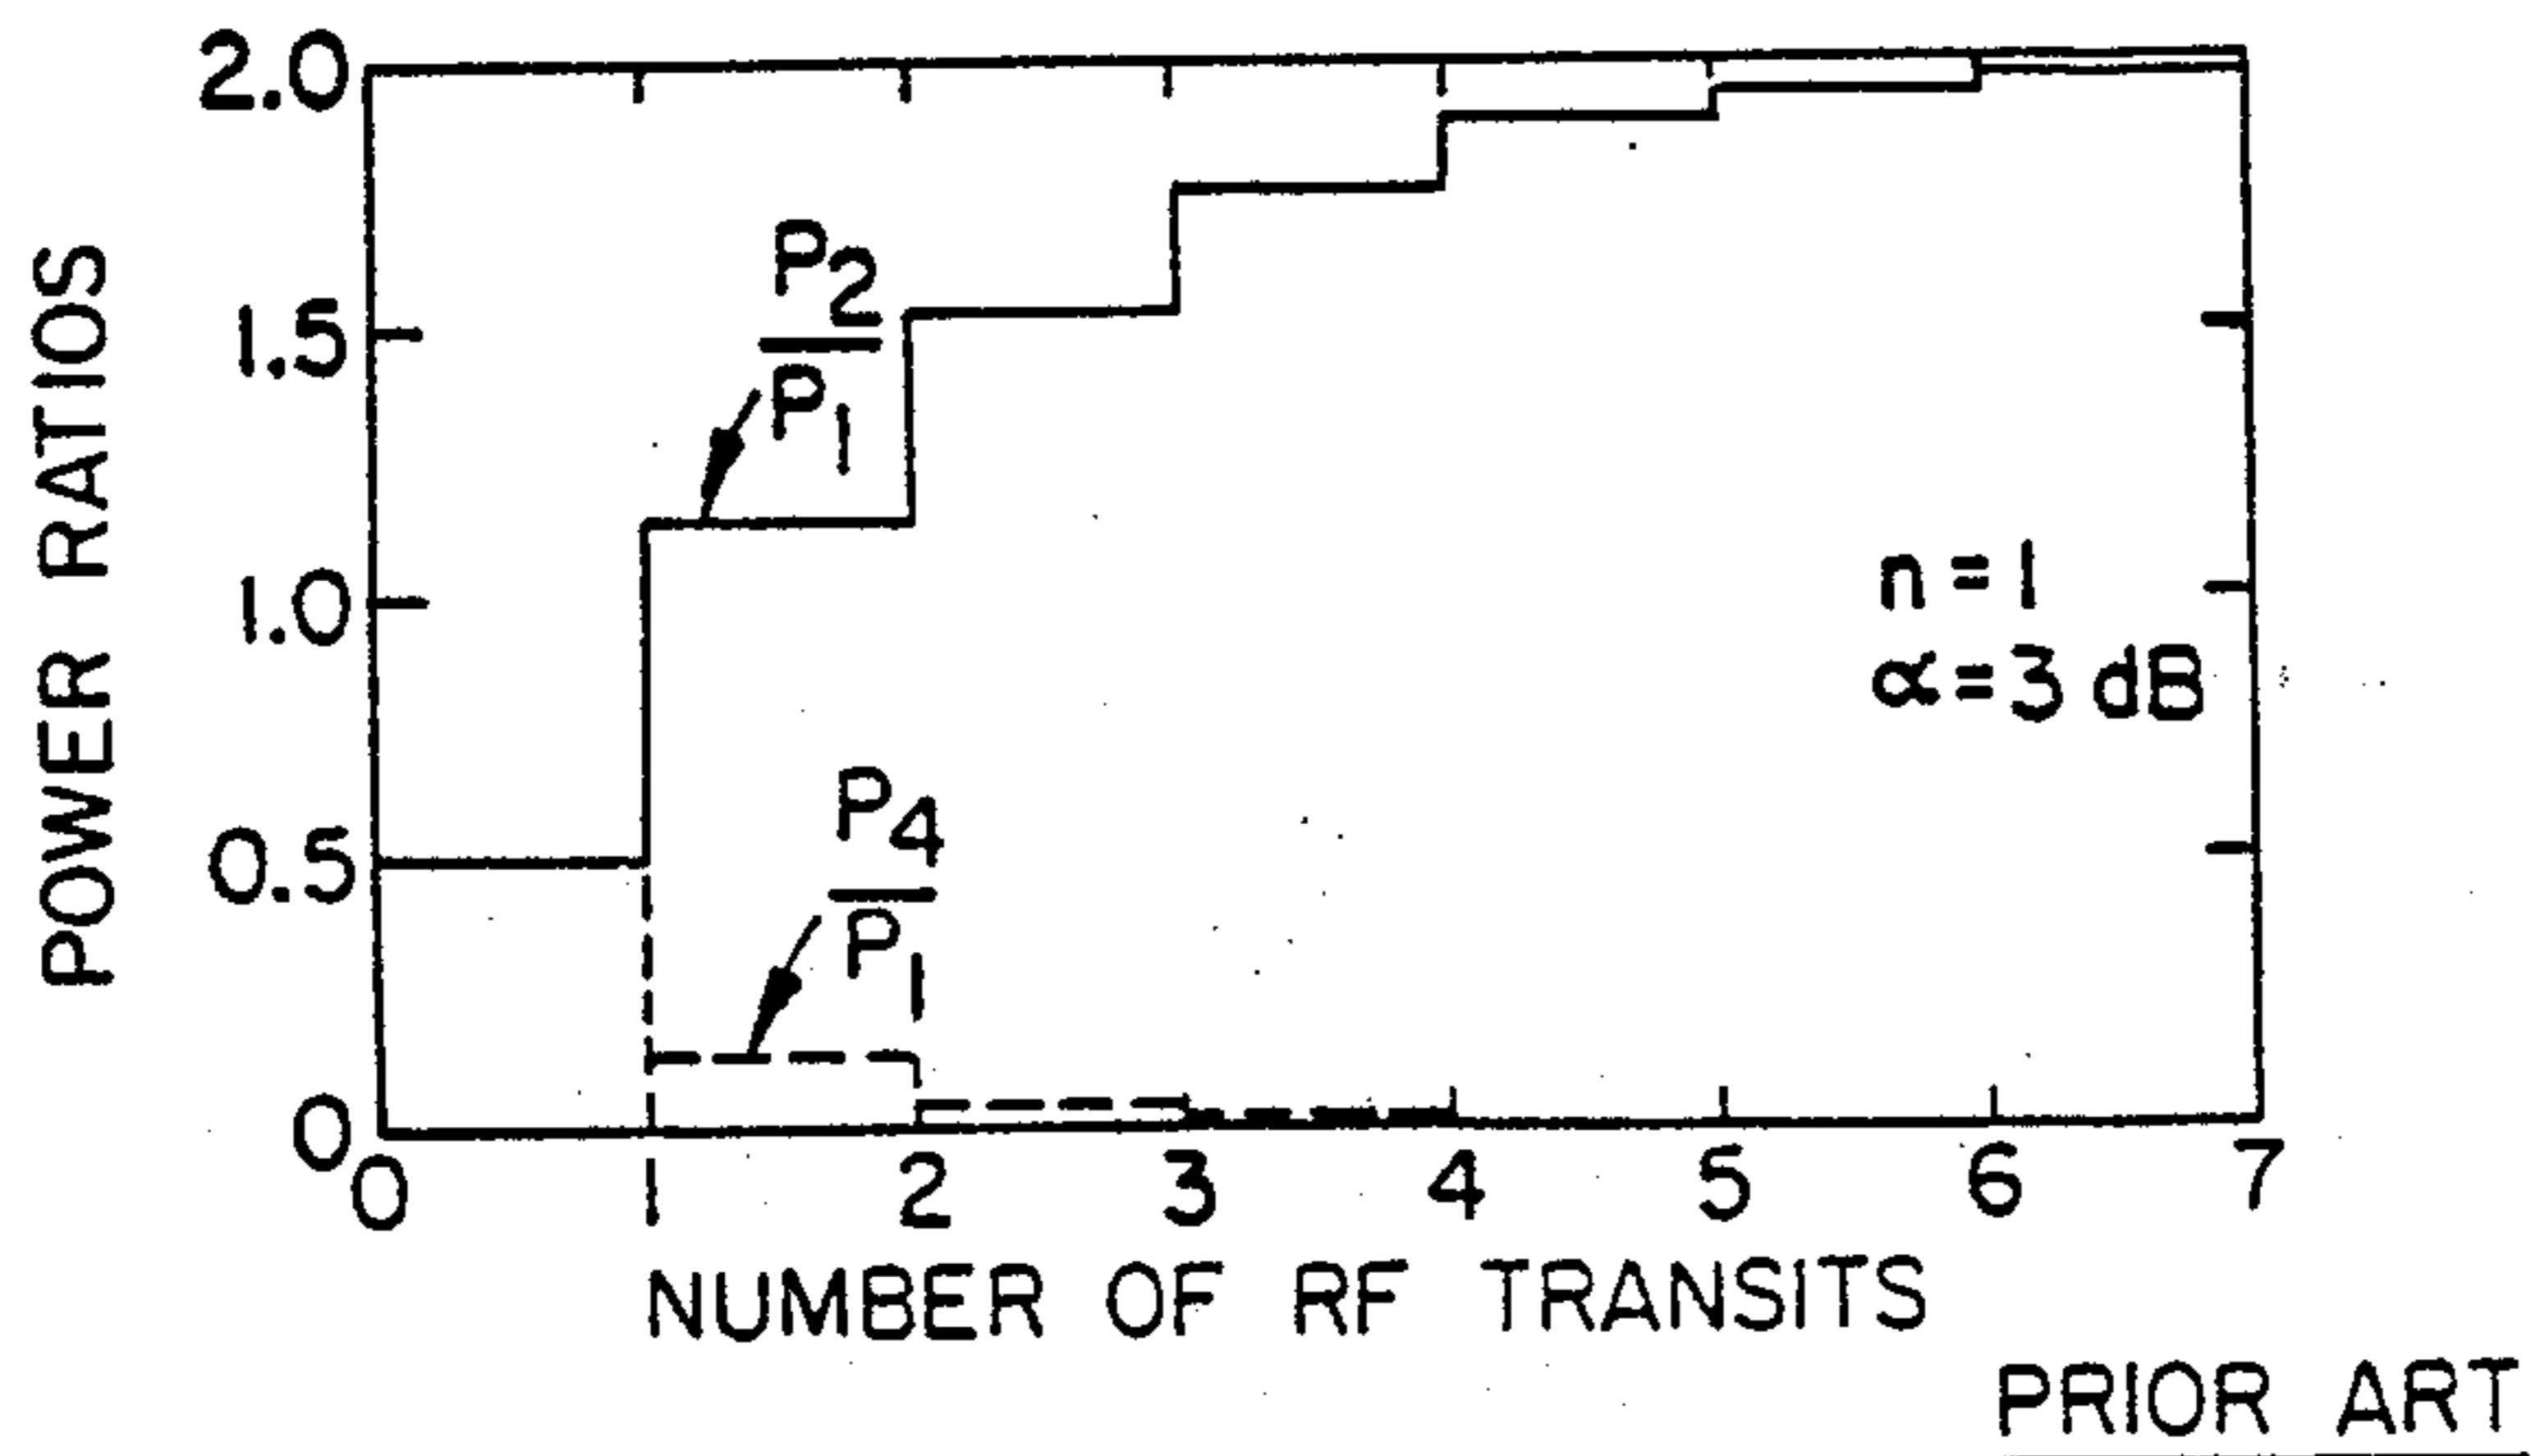 2.0
1.5
1.0
0.5
0
POWER RATIOS
P2
P1
P4
P1
n = 1
α = 3 dB
0 1 2 3 4 5 6 7
NUMBER OF RF TRANSITS
PRIOR ART